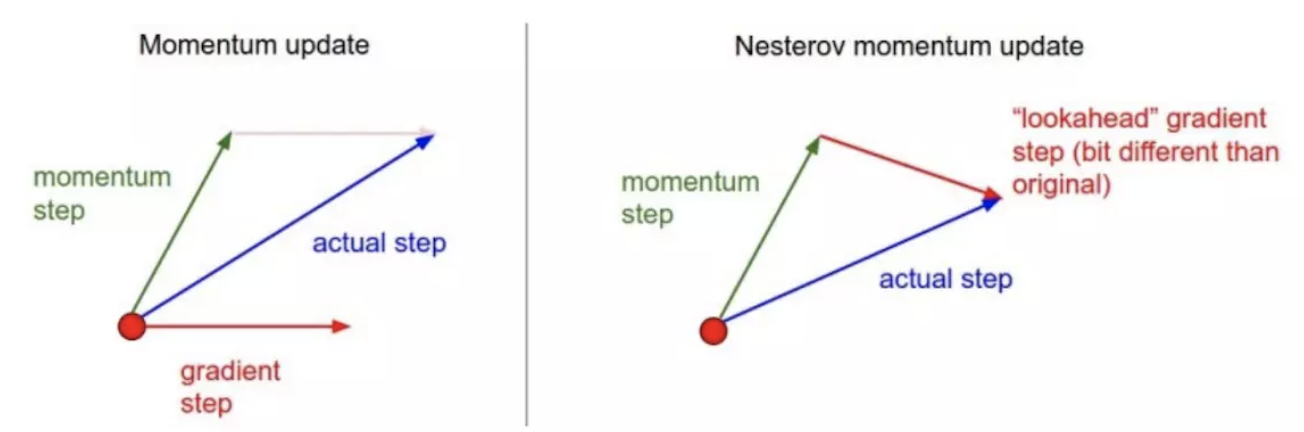 Momentum update
momentum
step
actual step
gradient
step
Nesterov momentum update
“lookahead” gradient
step (bit different than
original)
momentum
step
actual step